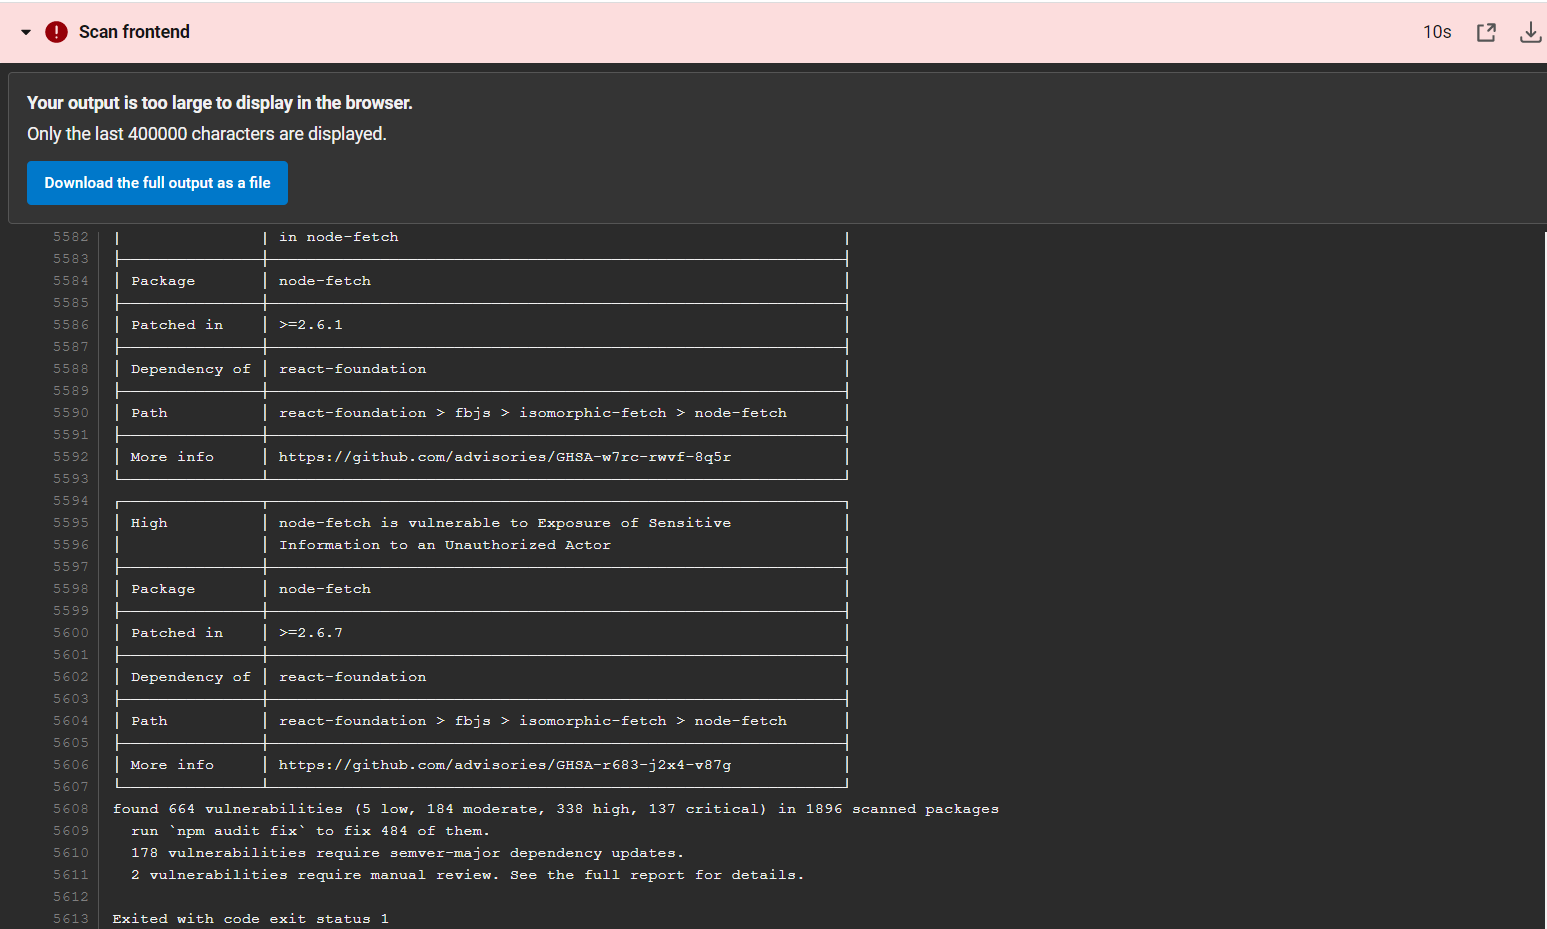 Scan frontend
10s
Your output is too large to display in the browser.
Only the last 400000 characters are displayed.
Download the full output as a file
5582 in node-fetch
5583
5584 Package node-fetch
5585
5586 Patched in >=2.6.1
5587
5588 Dependency of react-foundation
5589
5590 Path react-foundation > fbjs > isomorphic-fetch > node-fetch
5591
5592 More info https://github.com/advisories/GHSA-w7rc-rwvf-8q5r
5593
5594
5595 High node-fetch is vulnerable to Exposure of Sensitive
5596 Information to an Unauthorized Actor
5597
5598 Package node-fetch
5599
5600 Patched in >=2.6.7
5601
5602 Dependency of react-foundation
5603
5604 Path react-foundation > fbjs > isomorphic-fetch > node-fetch
5605
5606 More info https://github.com/advisories/GHSA-r683-j2x4-v87g
5607
5608 found 664 vulnerabilities (5 low, 184 moderate, 338 high, 137 critical) in 1896 scanned packages
5609 run `npm audit fix` to fix 484 of them.
5610 178 vulnerabilities require semver-major dependency updates.
5611 2 vulnerabilities require manual review. See the full report for details.
5612
5613 Exited with code exit status 1